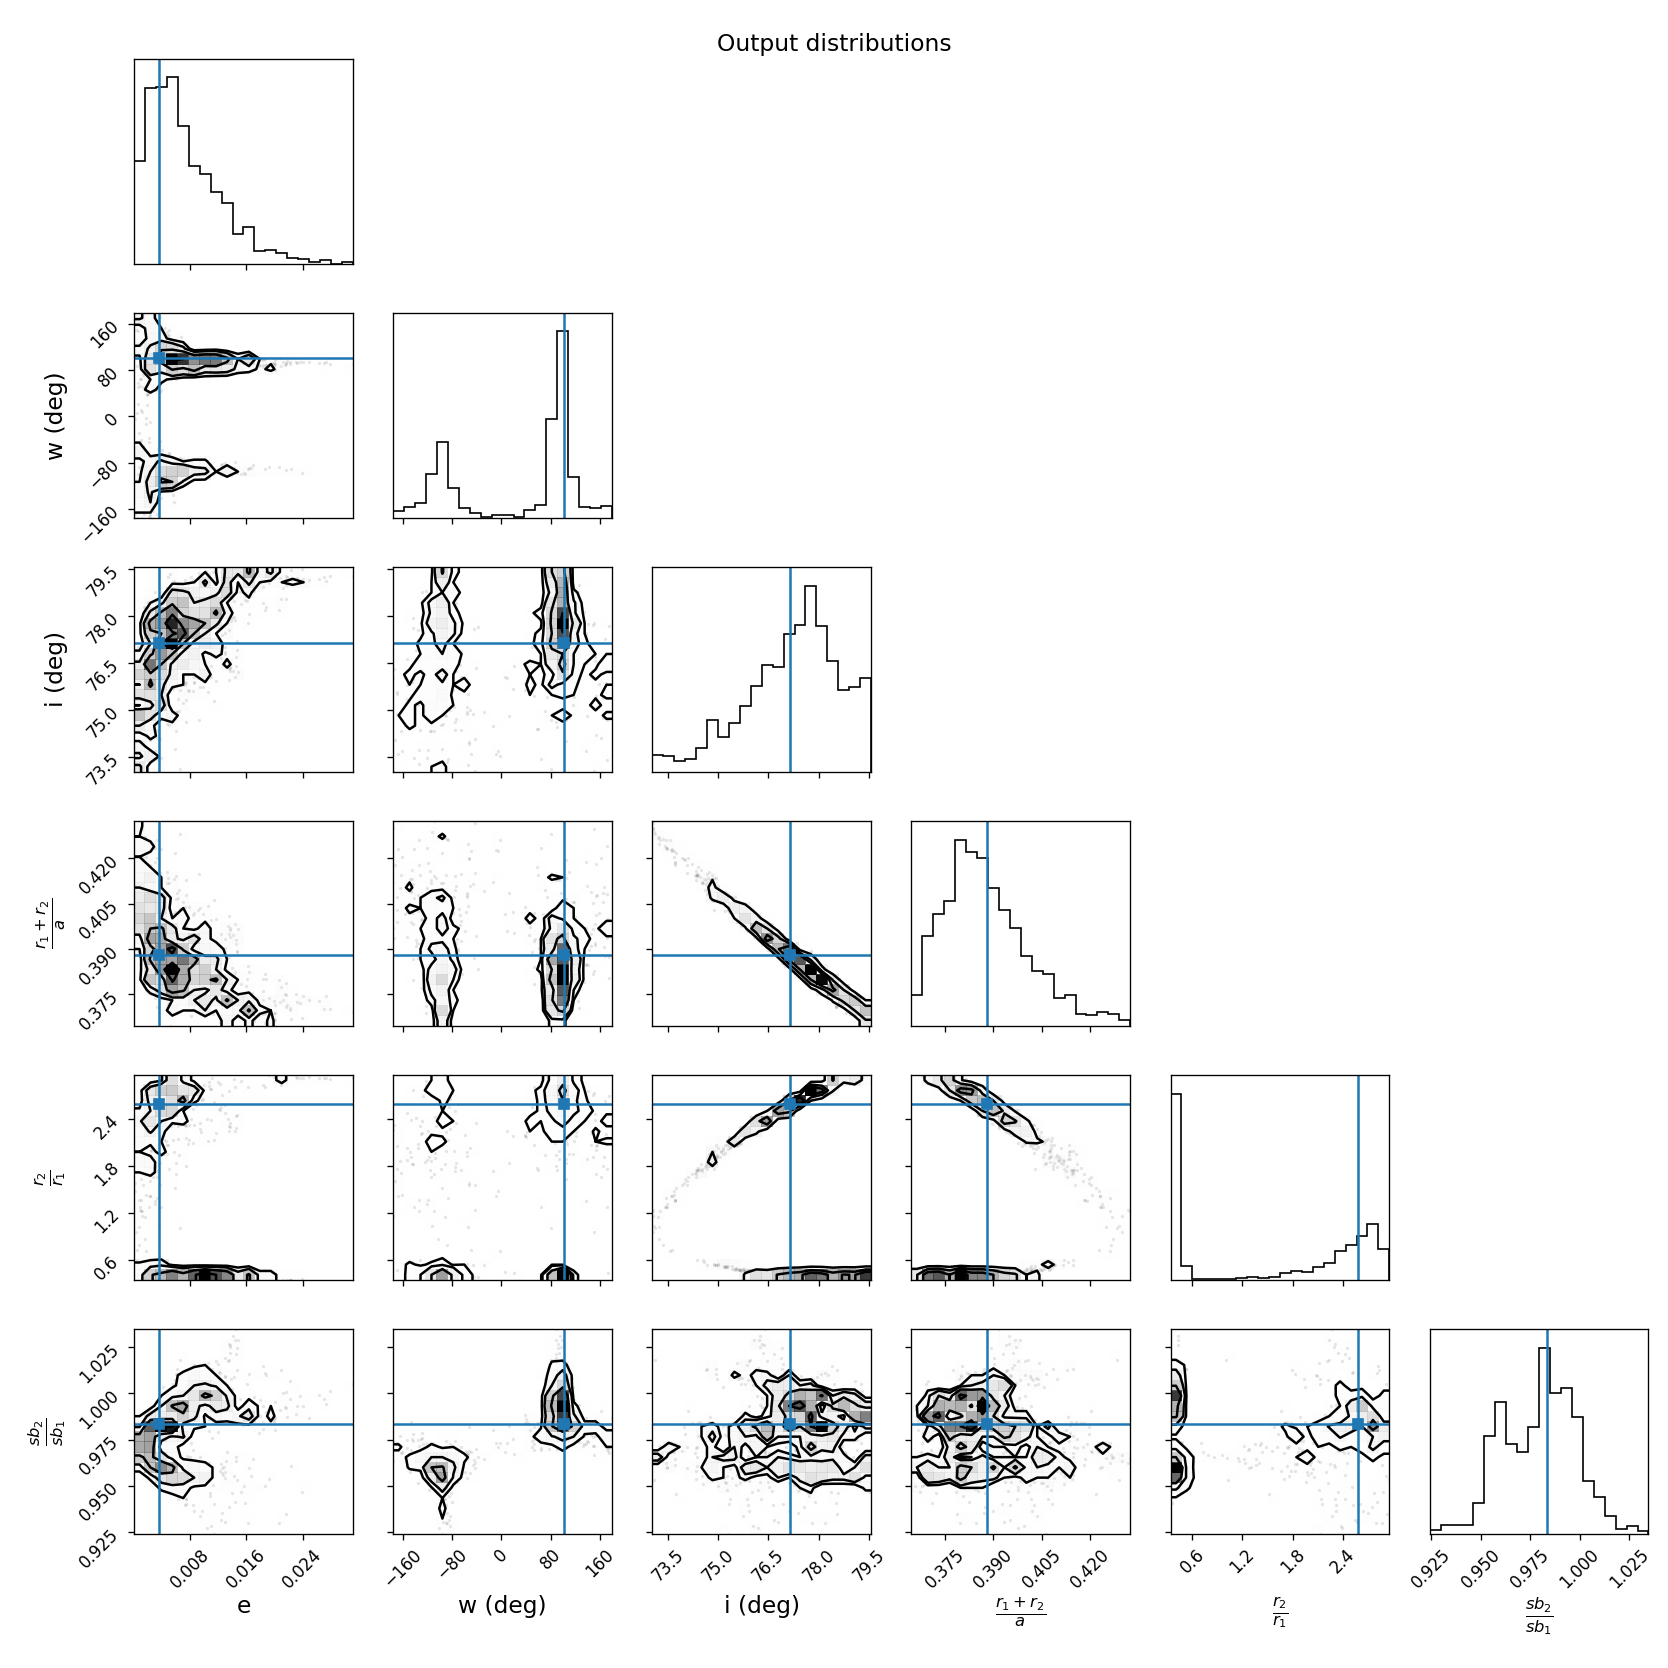 Output distributions
w (deg)
160
80
0
−80
−160
i (deg)
79.5
78.0
76.5
75.0
73.5
r₁ + r₂
a
0.420
0.405
0.390
0.375
r₂
r₁
2.4
1.8
1.2
0.6
sb₂
sb₁
1.025
1.000
0.975
0.950
0.925
0.008 0.016 0.024
−160 −80 0 80 160
73.5 75.0 76.5 78.0 79.5
0.375 0.390 0.405 0.420
0.6 1.2 1.8 2.4
0.925 0.950 0.975 1.000 1.025
e
w (deg)
i (deg)
r₁ + r₂
a
r₂
r₁
sb₂
sb₁